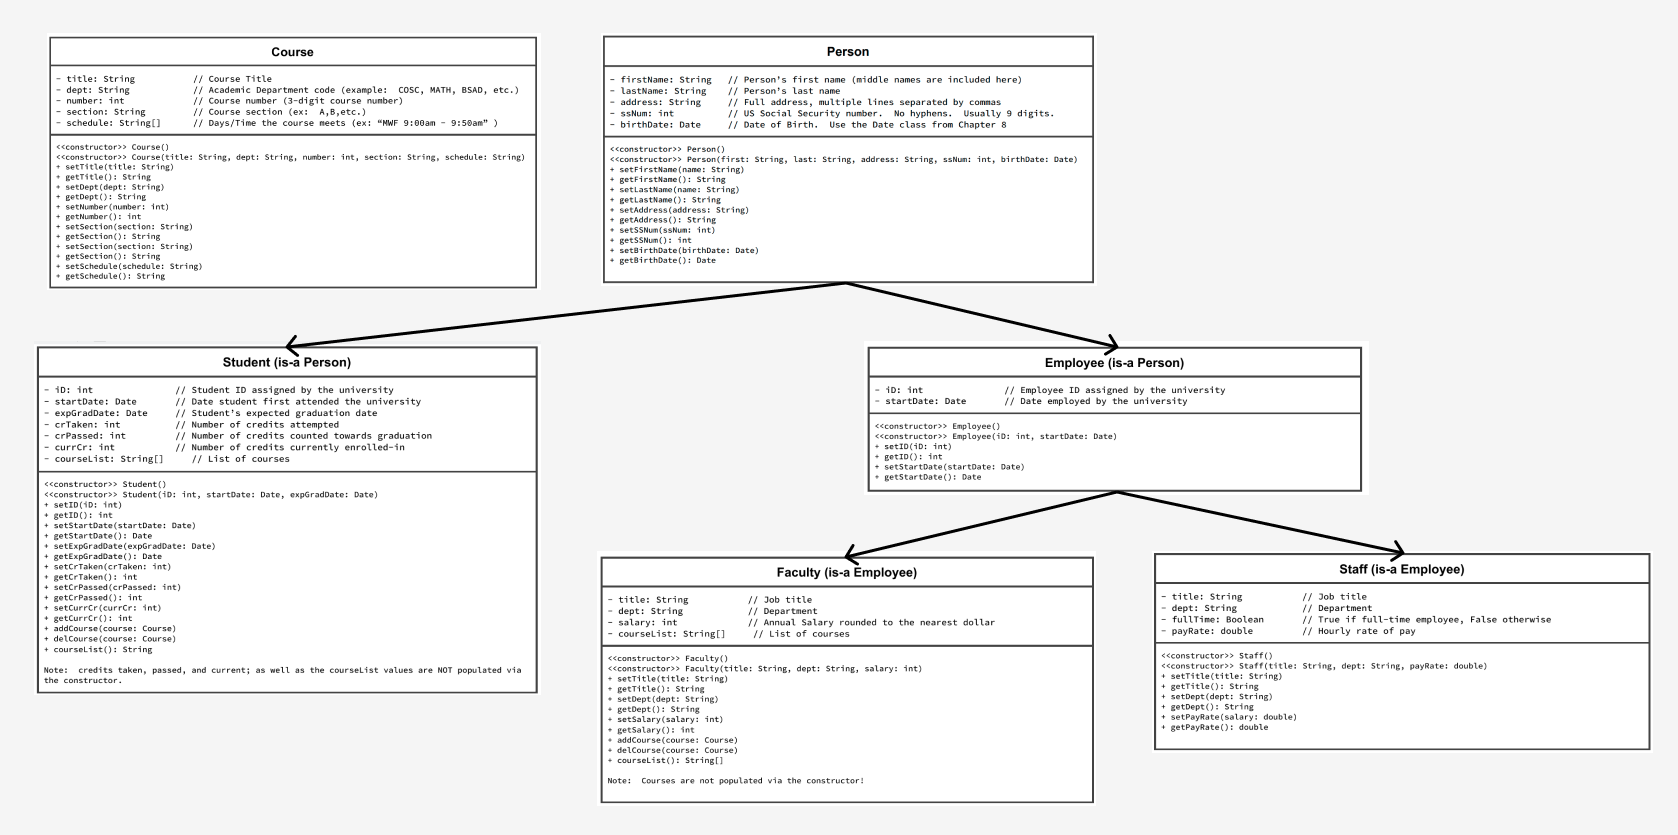 Course
- title: String // Course Title
- dept: String // Academic Department code (example: COSC, MATH, BSAD, etc.)
- number: int // Course number (3-digit course number)
- section: String // Course section (ex: A,B,etc.)
- schedule: String[] // Days/Time the course meets (ex: “MWF 9:00am - 9:50am” )
<<constructor>> Course()
<<constructor>> Course(title: String, dept: String, number: int, section: String, schedule: String)
+ setTitle(title: String)
+ getTitle(): String
+ setDept(dept: String)
+ getDept(): String
+ setNumber(number: int)
+ getNumber(): int
+ setSection(section: String)
+ getSection(): String
+ setSection(section: String)
+ getSection(): String
+ setSchedule(schedule: String)
+ getSchedule(): String
Person
- firstName: String // Person’s first name (middle names are included here)
- lastName: String // Person’s last name
- address: String // Full address, multiple lines separated by commas
- ssNum: int // US Social Security number. No hyphens. Usually 9 digits.
- birthDate: Date // Date of Birth. Use the Date class from Chapter 8
<<constructor>> Person()
<<constructor>> Person(first: String, last: String, address: String, ssNum: int, birthDate: Date)
+ setFirstName(name: String)
+ getFirstName(): String
+ setLastName(name: String)
+ getLastName(): String
+ setAddress(address: String)
+ getAddress(): String
+ setSSNum(ssNum: int)
+ getSSNum(): int
+ setBirthDate(birthDate: Date)
+ getBirthDate(): Date
Student (is-a Person)
- iD: int // Student ID assigned by the university
- startDate: Date // Date student first attended the university
- expGradDate: Date // Student’s expected graduation date
- crTaken: int // Number of credits attempted
- crPassed: int // Number of credits counted towards graduation
- currCr: int // Number of credits currently enrolled-in
- courseList: String[] // List of courses
<<constructor>> Student()
<<constructor>> Student(iD: int, startDate: Date, expGradDate: Date)
+ setID(iD: int)
+ getID(): int
+ setStartDate(startDate: Date)
+ getStartDate(): Date
+ setExpGradDate(expGradDate: Date)
+ getExpGradDate(): Date
+ setCrTaken(crTaken: int)
+ getCrTaken(): int
+ setCrPassed(crPassed: int)
+ getCrPassed(): int
+ setCurrCr(currCr: int)
+ getCurrCr(): int
+ addCourse(course: Course)
+ delCourse(course: Course)
+ courseList(): String
Note: credits taken, passed, and current; as well as the courseList values are NOT populated via
the constructor.
Employee (is-a Person)
- iD: int // Employee ID assigned by the university
- startDate: Date // Date employed by the university
<<constructor>> Employee()
<<constructor>> Employee(iD: int, startDate: Date)
+ setID(iD: int)
+ getID(): int
+ setStartDate(startDate: Date)
+ getStartDate(): Date
Faculty (is-a Employee)
- title: String // Job title
- dept: String // Department
- salary: int // Annual Salary rounded to the nearest dollar
- courseList: String[] // List of courses
<<constructor>> Faculty()
<<constructor>> Faculty(title: String, dept: String, salary: int)
+ setTitle(title: String)
+ getTitle(): String
+ setDept(dept: String)
+ getDept(): String
+ setSalary(salary: int)
+ getSalary(): int
+ addCourse(course: Course)
+ delCourse(course: Course)
+ courseList(): String[]
Note: Courses are not populated via the constructor!
Staff (is-a Employee)
- title: String // Job title
- dept: String // Department
- fullTime: Boolean // True if full-time employee, False otherwise
- payRate: double // Hourly rate of pay
<<constructor>> Staff()
<<constructor>> Staff(title: String, dept: String, payRate: double)
+ setTitle(title: String)
+ getTitle(): String
+ setDept(dept: String)
+ getDept(): String
+ setPayRate(salary: double)
+ getPayRate(): double